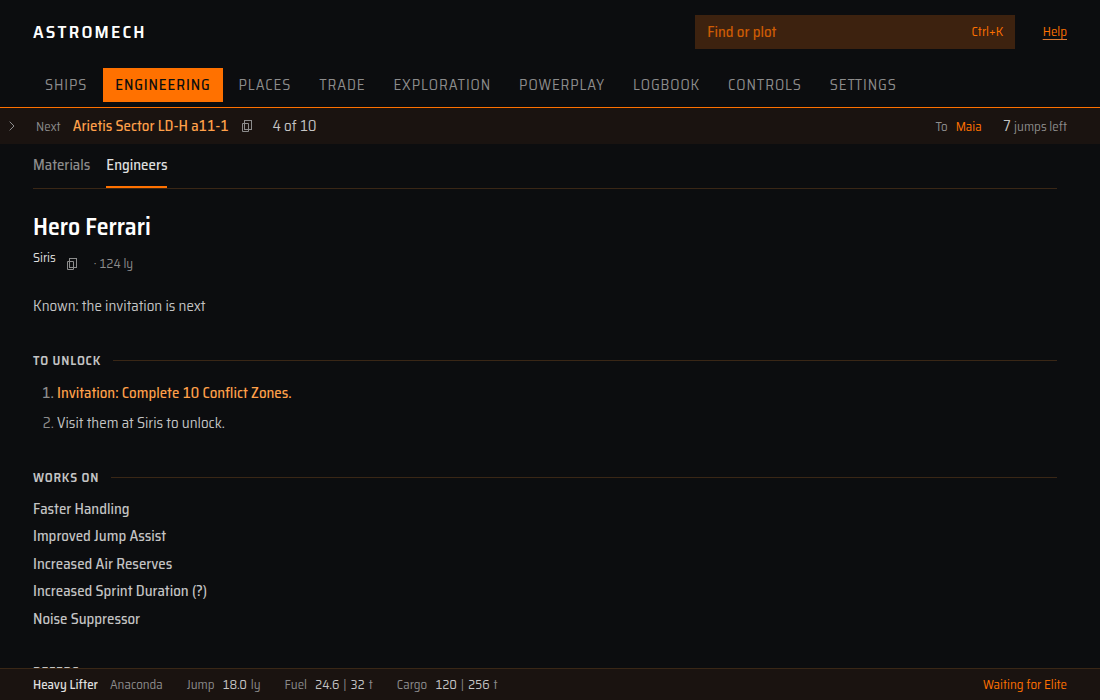 ASTROMECH
Find or plot Ctrl+K Help
SHIPS ENGINEERING PLACES TRADE EXPLORATION POWERPLAY LOGBOOK CONTROLS SETTINGS
Next Arietis Sector LD-H a11-1 4 of 10 To Maia 7 jumps left
Materials Engineers
Hero Ferrari
Siris · 124 ly
Known: the invitation is next
TO UNLOCK
1. Invitation: Complete 10 Conflict Zones.
2. Visit them at Siris to unlock.
WORKS ON
Faster Handling
Improved Jump Assist
Increased Air Reserves
Increased Sprint Duration (?)
Noise Suppressor
Heavy Lifter Anaconda Jump 18.0 ly Fuel 24.6 | 32 t Cargo 120 | 256 t Waiting for Elite